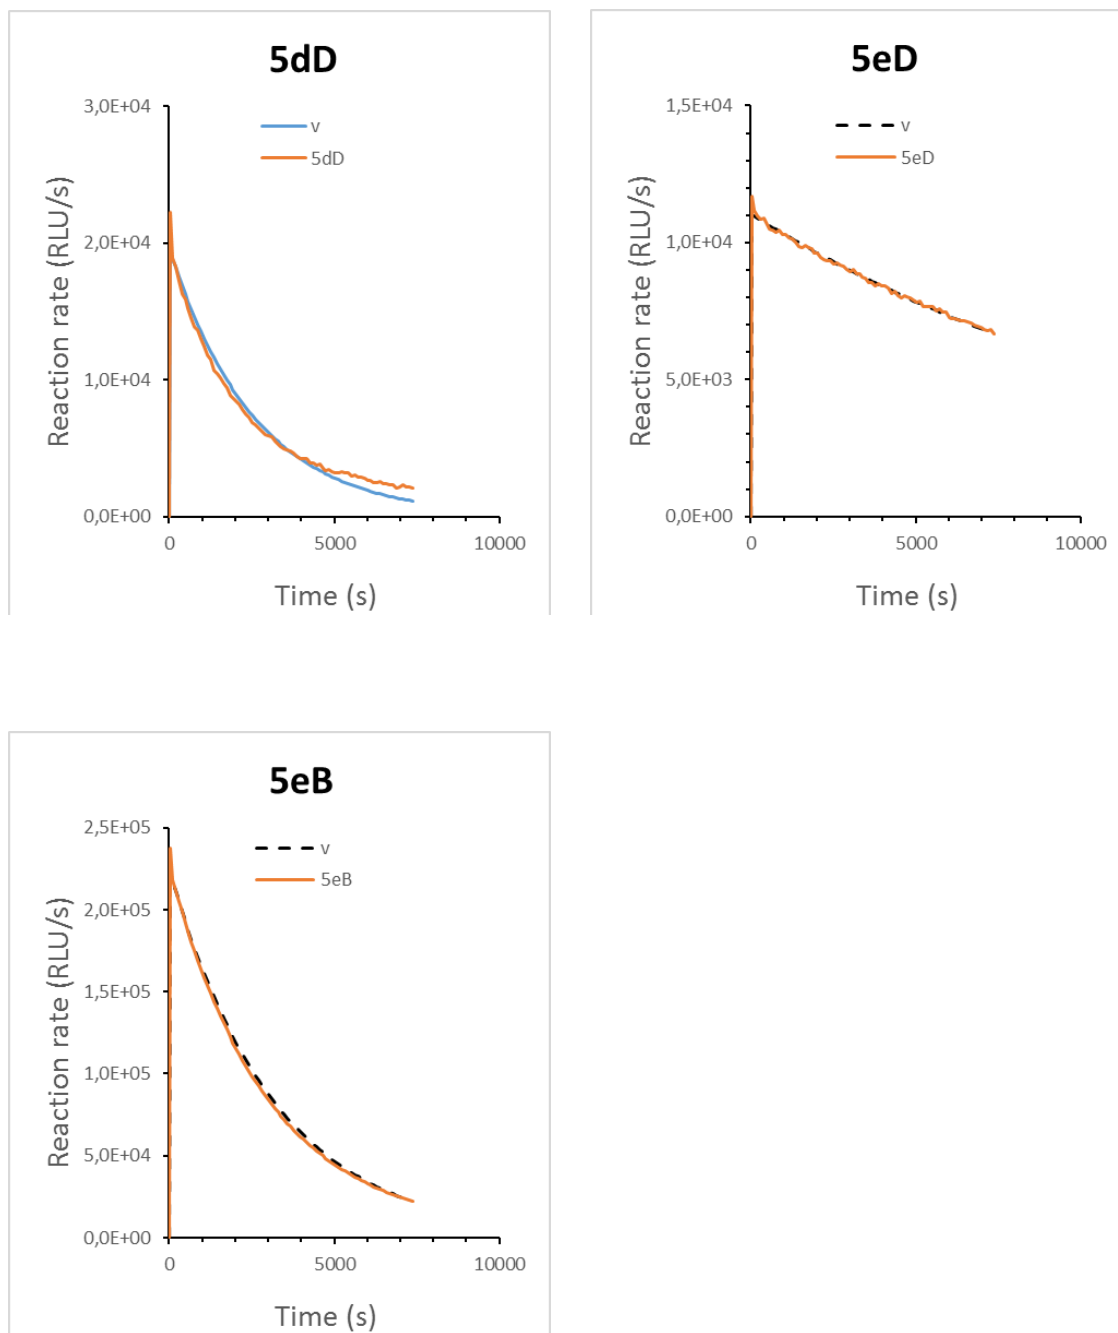 5dD
v
5dD
Reaction rate (RLU/s)
3,0E+04
2,0E+04
1,0E+04
0,0E+00
0
5000
10000
Time (s)
5eD
v
5eD
Reaction rate (RLU/s)
1,5E+04
1,0E+04
5,0E+03
0,0E+00
0
5000
10000
Time (s)
5eB
v
5eB
Reaction rate (RLU/s)
2,5E+05
2,0E+05
1,5E+05
1,0E+05
5,0E+04
0,0E+00
0
5000
10000
Time (s)